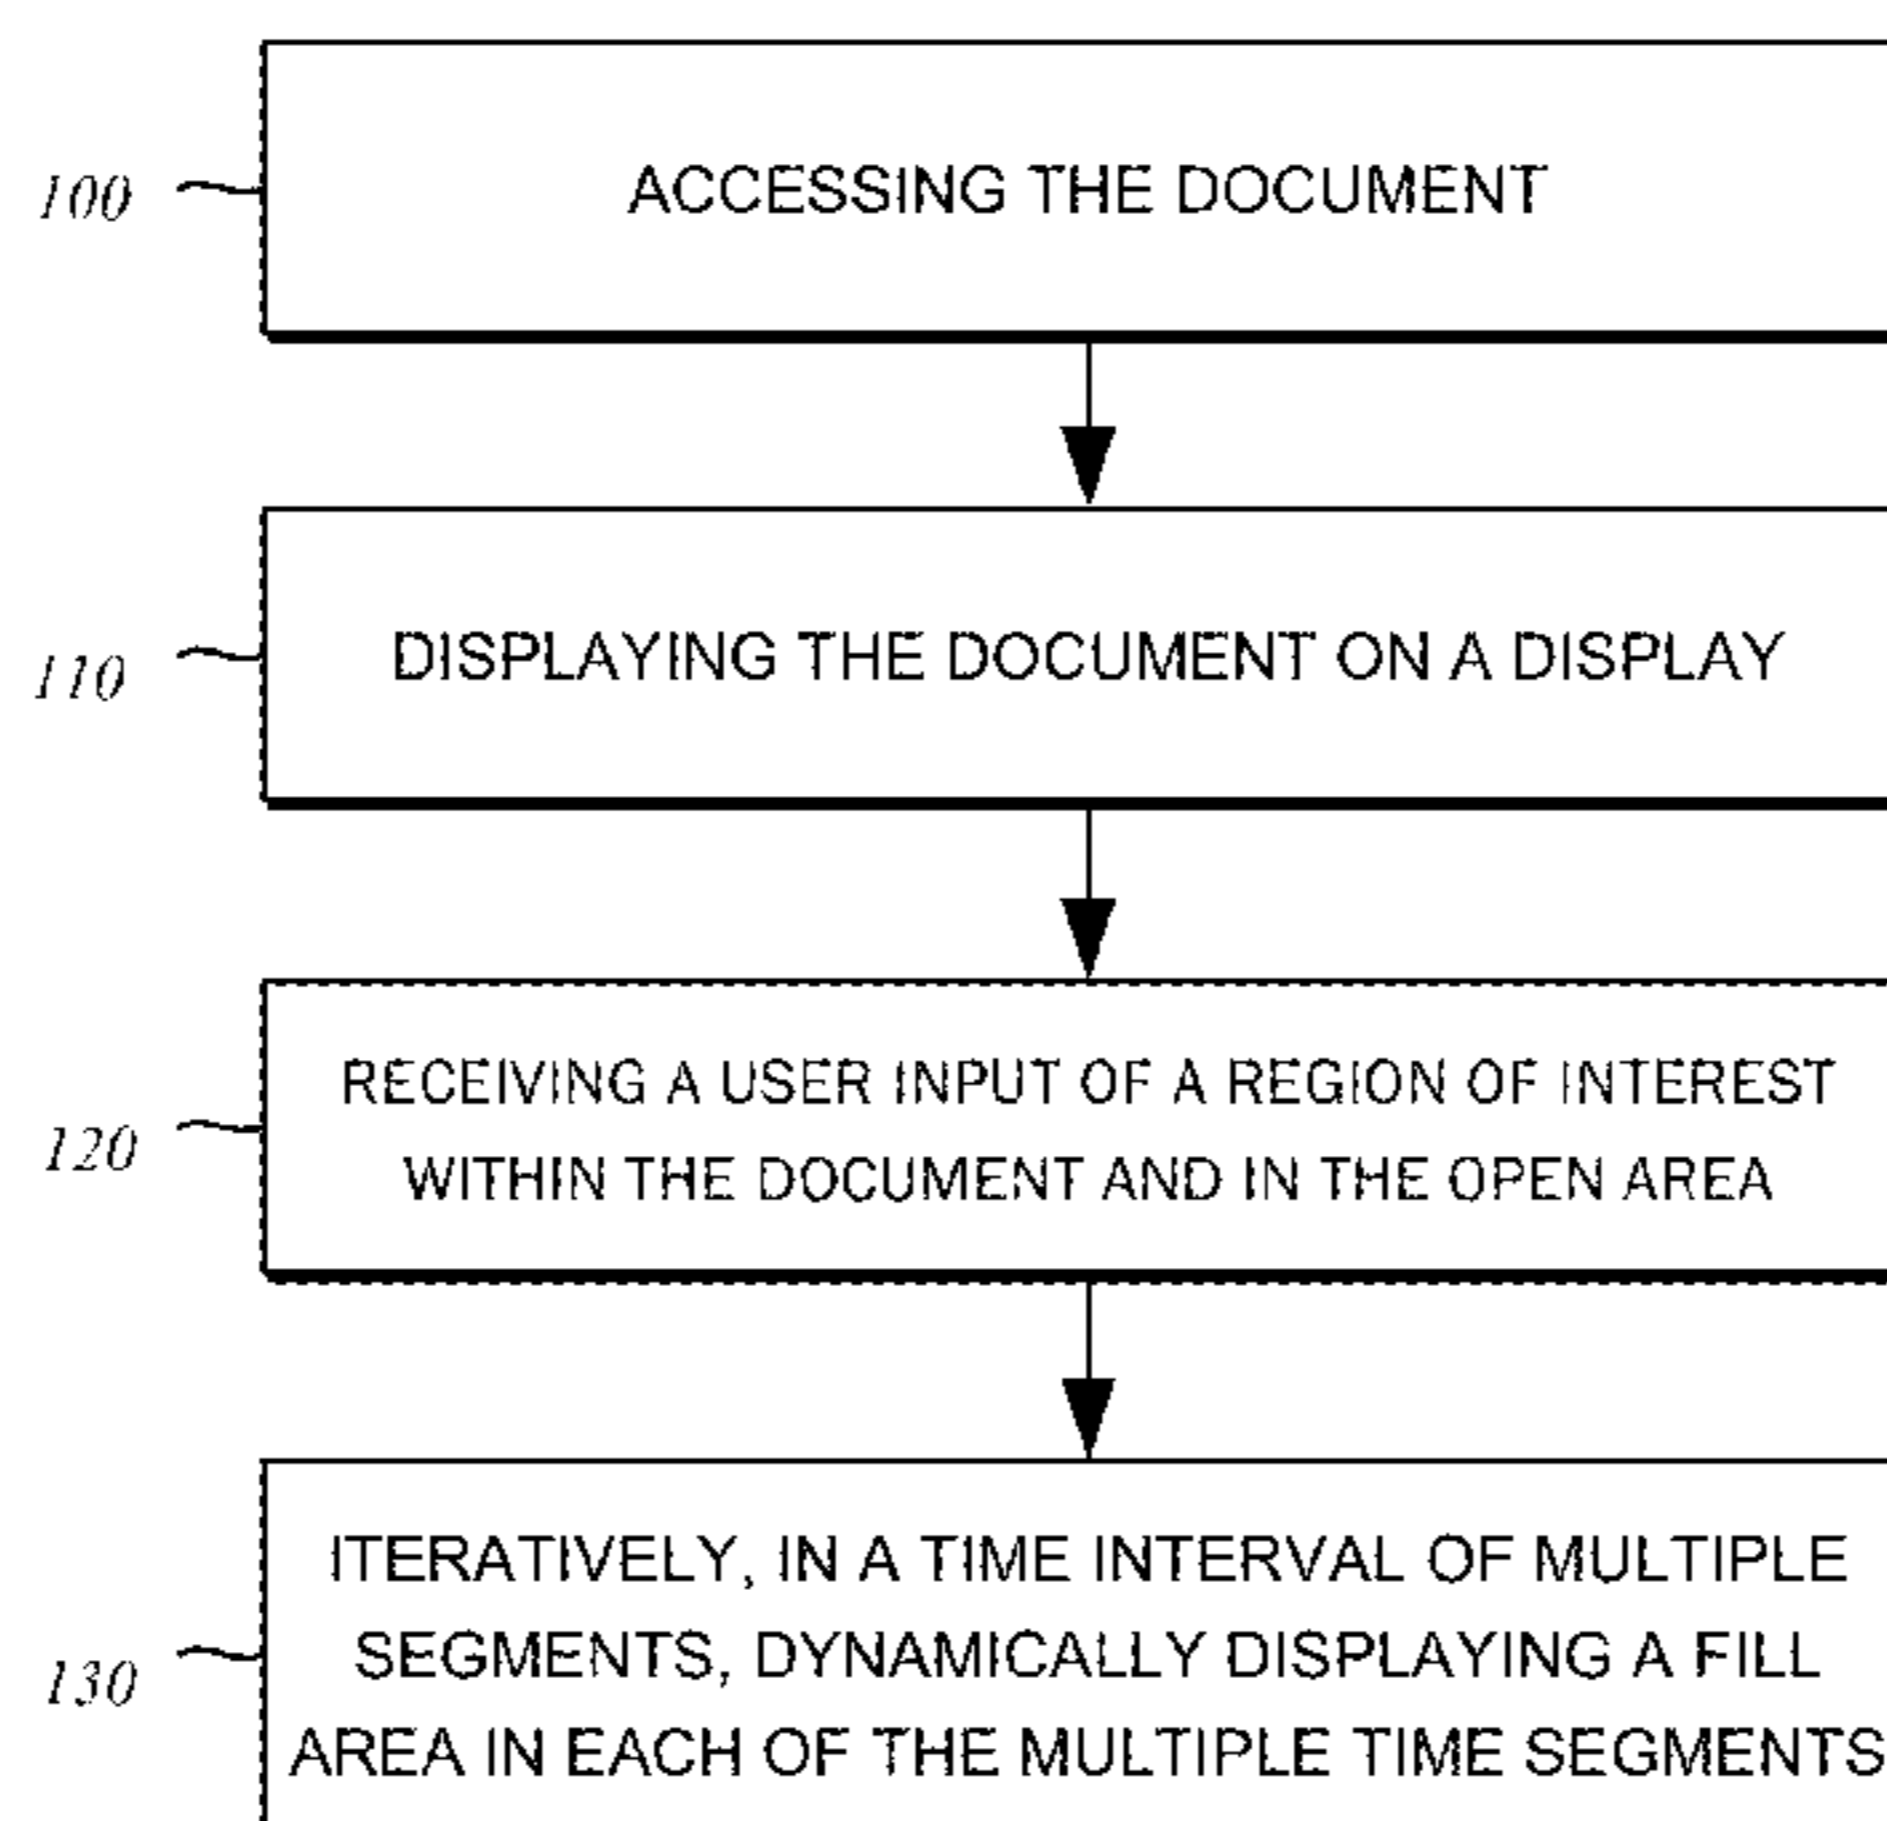 100
ACCESSING THE DOCUMENT
110
DISPLAYING THE DOCUMENT ON A DISPLAY
120
RECEIVING A USER INPUT OF A REGION OF INTEREST
WITHIN THE DOCUMENT AND IN THE OPEN AREA
130
ITERATIVELY, IN A TIME INTERVAL OF MULTIPLE
SEGMENTS, DYNAMICALLY DISPLAYING A FILL
AREA IN EACH OF THE MULTIPLE TIME SEGMENTS